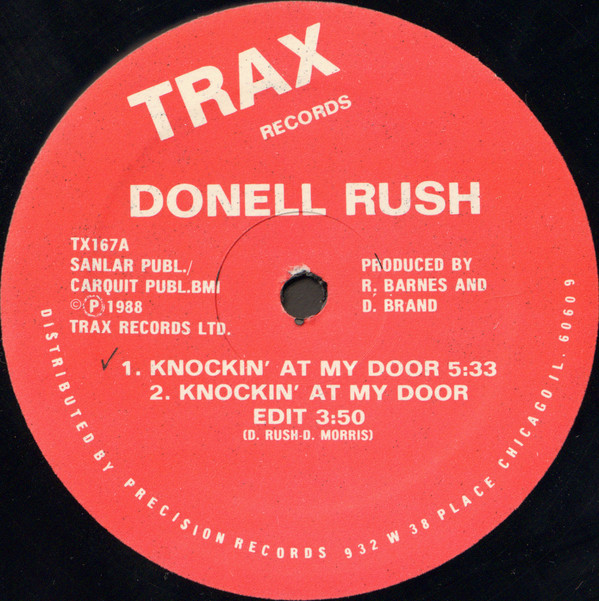 TRAX
RECORDS
DONELL RUSH
TX167A
SANLAR PUBL./
CARQUIT PUBL.BMI
© Ⓟ 1988
TRAX RECORDS LTD.
PRODUCED BY
R. BARNES AND
D. BRAND
1. KNOCKIN' AT MY DOOR 5:33
2. KNOCKIN' AT MY DOOR
EDIT 3:50
(D. RUSH-D. MORRIS)
DISTRIBUTED BY PRECISION RECORDS 932 W 38 PLACE CHICAGO IL. 60609